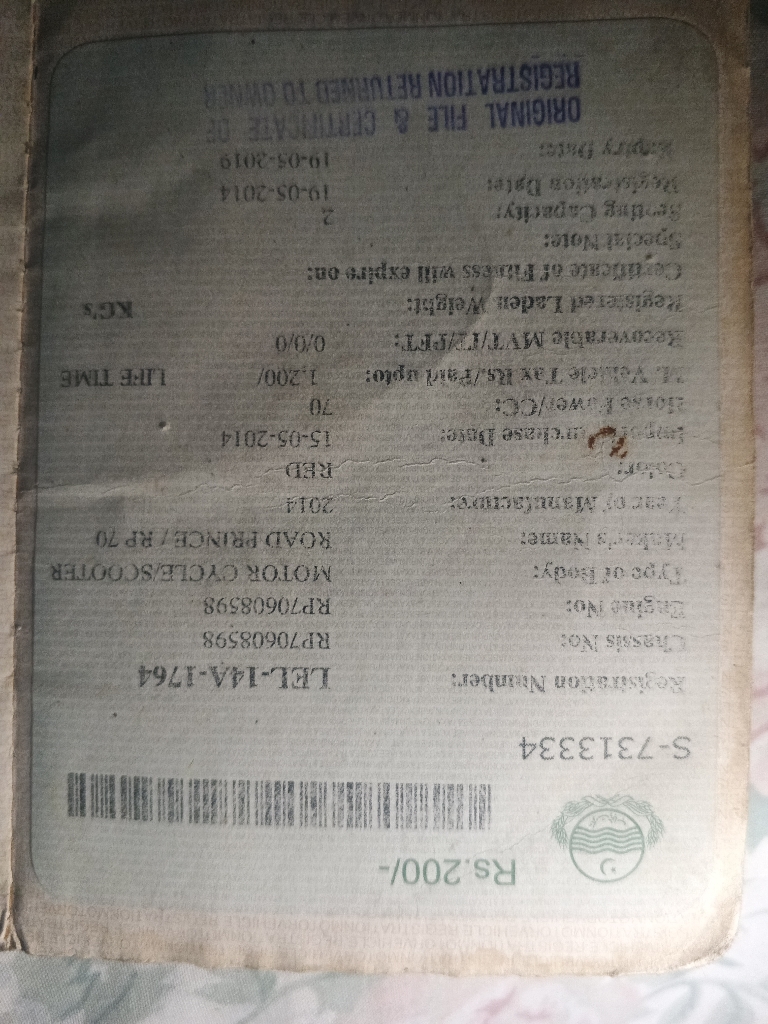 Rs.200/-
S-7313334
Registration Number: LEL-14A-1764
Chassis No: RP70608598
Engine No: RP70608598
Type of Body: MOTOR CYCLE/SCOOTER
Maker's Name: ROAD PRINCE / RP 70
Year of Manufacture: 2014
Color: RED
Import/Purchase Date: 15-05-2014
Horse Power/CC: 70
M. Vehicle Tax Rs./Paid upto: 1,200/ LIFE TIME
Recoverable MVT/IT/PFT: 0/0/0
Registered Laden Weight: KG's
Certificate of Fitness will expire on:
Special Note:
Seating Capacity: 2
Registration Date: 19-05-2014
Expiry Date: 19-05-2019
ORIGINAL FILE & CERTIFICATE OF
REGISTRATION RETURNED TO OWNER